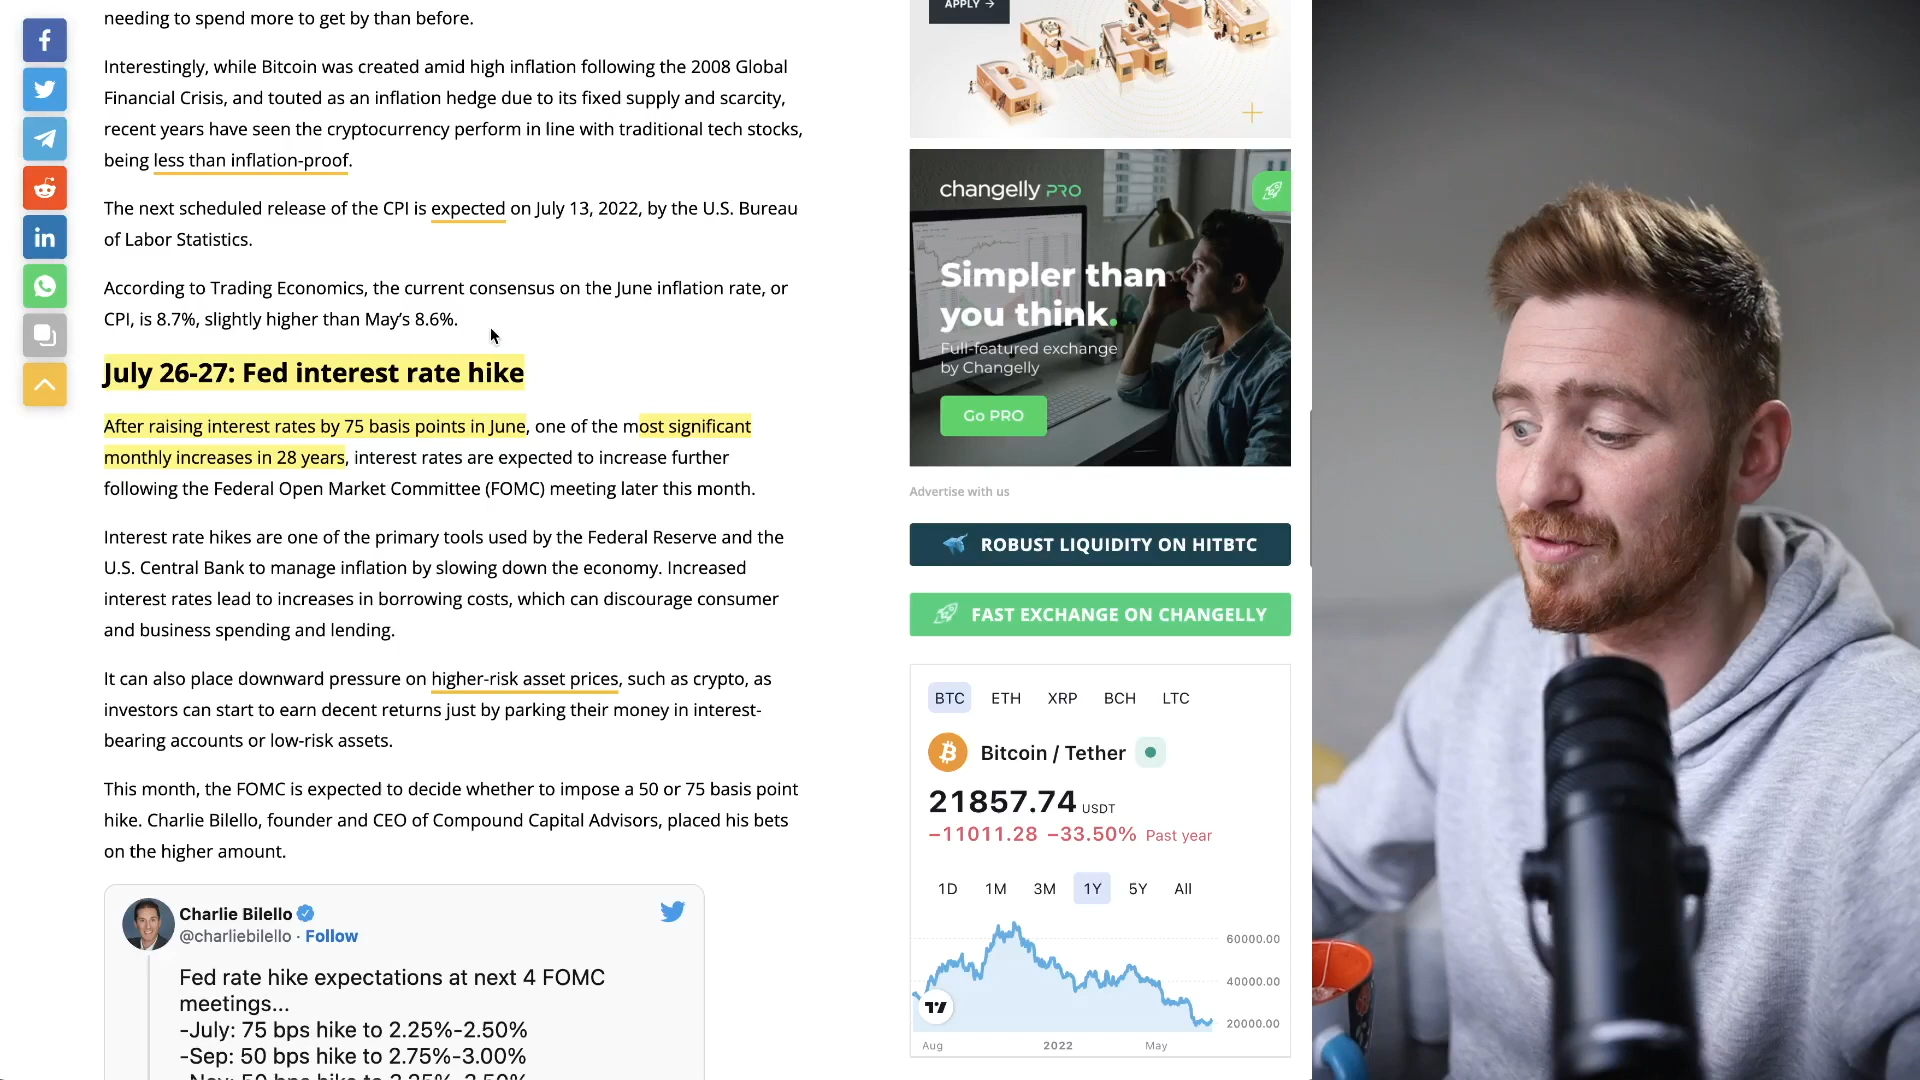 needing to spend more to get by than before.
Interestingly, while Bitcoin was created amid high inflation following the 2008 Global
Financial Crisis, and touted as an inflation hedge due to its fixed supply and scarcity,
recent years have seen the cryptocurrency perform in line with traditional tech stocks,
being less than inflation-proof.
The next scheduled release of the CPI is expected on July 13, 2022, by the U.S. Bureau
of Labor Statistics.
According to Trading Economics, the current consensus on the June inflation rate, or
CPI, is 8.7%, slightly higher than May’s 8.6%.
July 26-27: Fed interest rate hike
After raising interest rates by 75 basis points in June, one of the most significant
monthly increases in 28 years, interest rates are expected to increase further
following the Federal Open Market Committee (FOMC) meeting later this month.
Interest rate hikes are one of the primary tools used by the Federal Reserve and the
U.S. Central Bank to manage inflation by slowing down the economy. Increased
interest rates lead to increases in borrowing costs, which can discourage consumer
and business spending and lending.
It can also place downward pressure on higher-risk asset prices, such as crypto, as
investors can start to earn decent returns just by parking their money in interest-
bearing accounts or low-risk assets.
This month, the FOMC is expected to decide whether to impose a 50 or 75 basis point
hike. Charlie Bilello, founder and CEO of Compound Capital Advisors, placed his bets
on the higher amount.
Charlie Bilello
@charliebilello · Follow
Fed rate hike expectations at next 4 FOMC
meetings...
-July: 75 bps hike to 2.25%-2.50%
-Sep: 50 bps hike to 2.75%-3.00%
APPLY →
changelly PRO
Simpler than
you think.
Full-featured exchange
by Changelly
Go PRO
Advertise with us
ROBUST LIQUIDITY ON HITBTC
FAST EXCHANGE ON CHANGELLY
BTC ETH XRP BCH LTC
Bitcoin / Tether
21857.74 USDT
−11011.28 −33.50% Past year
1D 1M 3M 1Y 5Y All
60000.00
40000.00
20000.00
Aug 2022 May